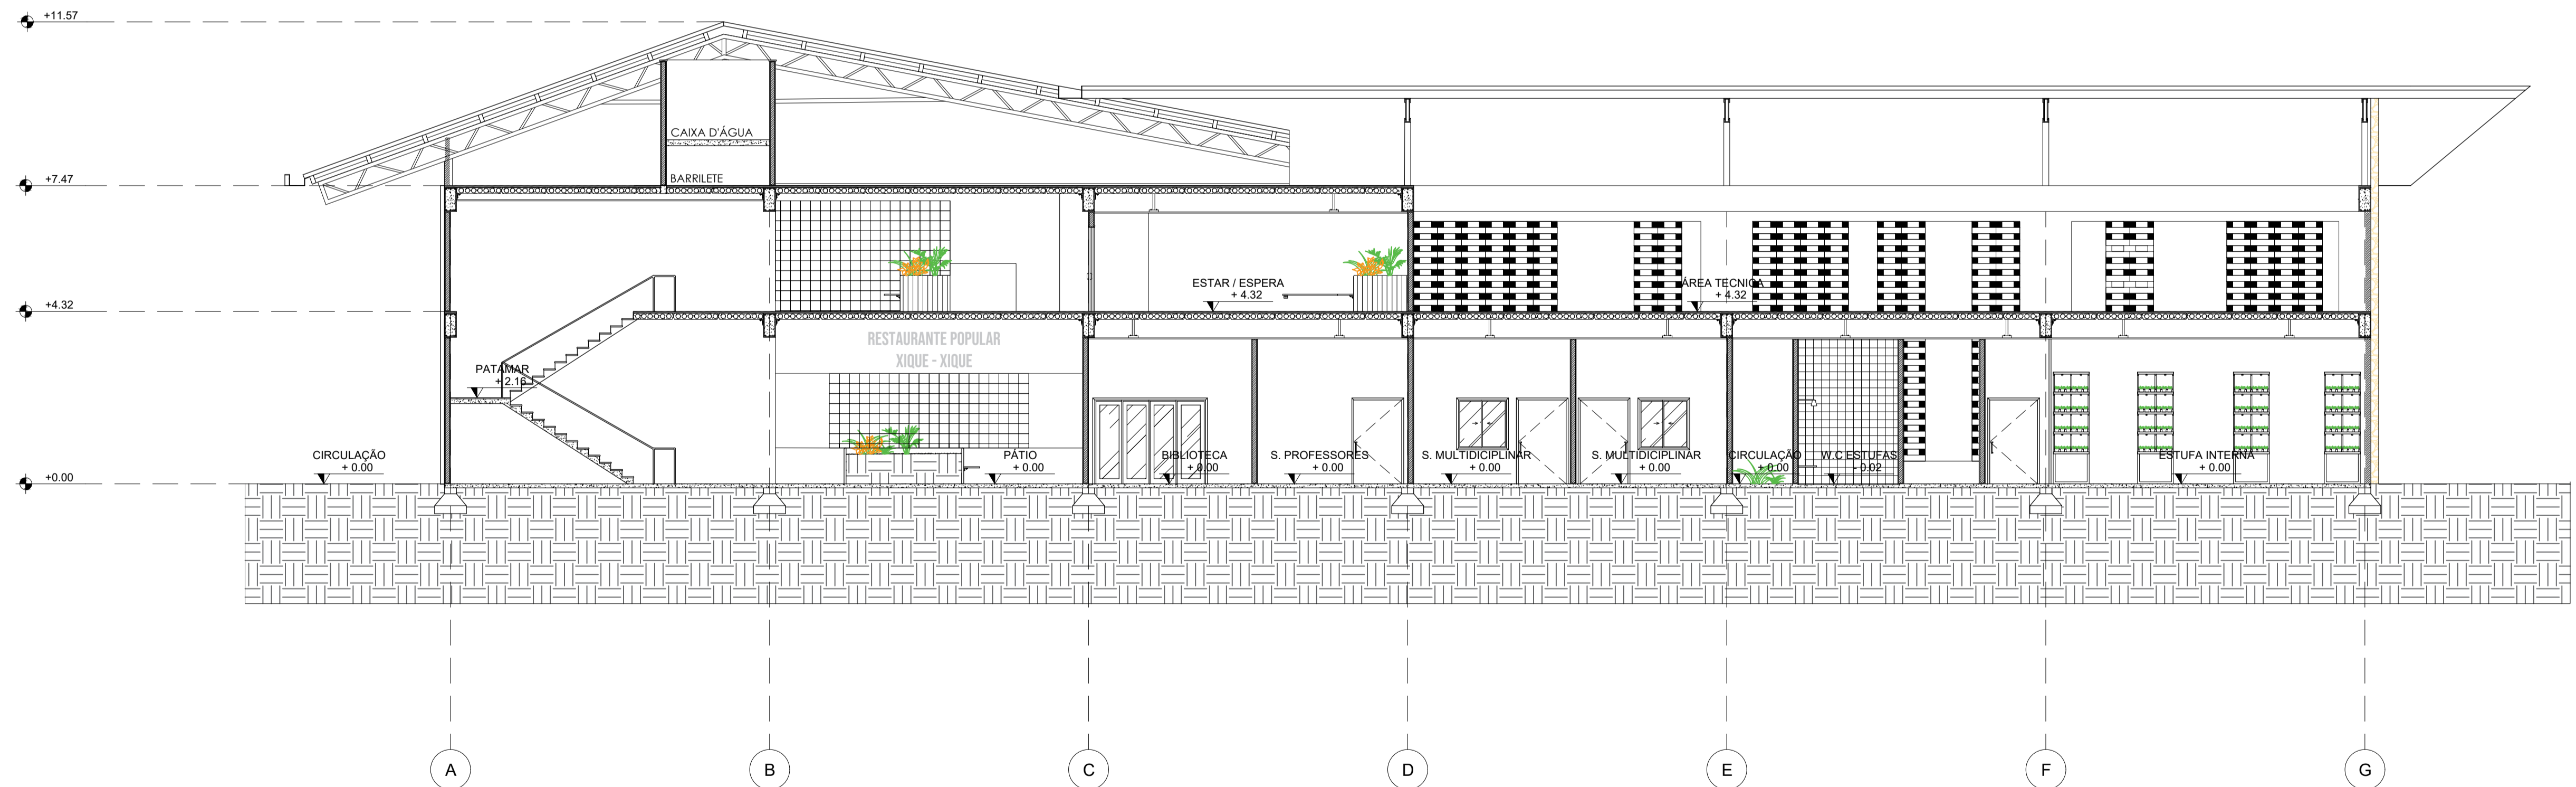 +11.57
CAIXA D'ÁGUA
BARRILETE
+7.47
ESTAR / ESPERA
+ 4.32
ÁREA TECNICA
+ 4.32
+4.32
RESTAURANTE POPULAR
XIQUE - XIQUE
PATAMAR
+ 2.16
CIRCULAÇÃO
+ 0.00
PÁTIO
+ 0.00
BIBLIOTECA
+ 0.00
S. PROFESSORES
+ 0.00
S. MULTIDICIPLINAR
+ 0.00
S. MULTIDICIPLINAR
+ 0.00
CIRCULAÇÃO
+ 0.00
W.C ESTUFAS
- 0.02
ESTUFA INTERNA
+ 0.00
+0.00
A B C D E F G